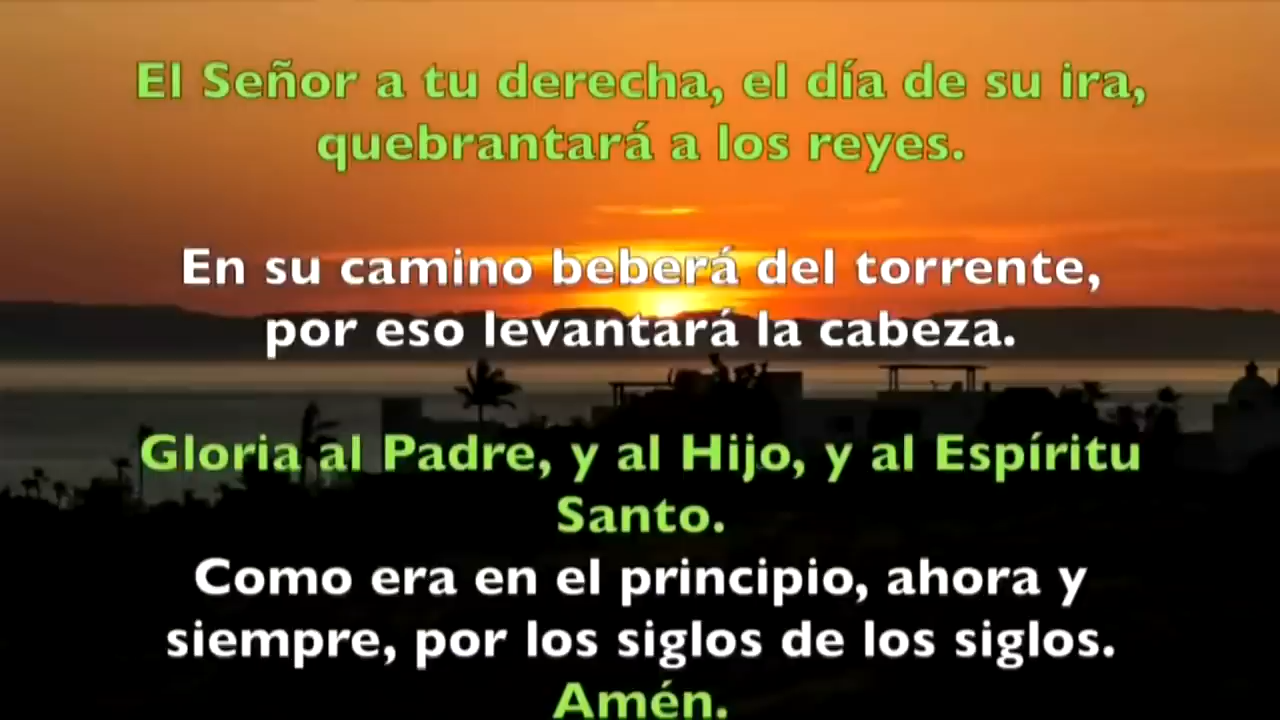 El Señor a tu derecha, el día de su ira,
quebrantará a los reyes.
En su camino beberá del torrente,
por eso levantará la cabeza.
Gloria al Padre, y al Hijo, y al Espíritu
Santo.
Como era en el principio, ahora y
siempre, por los siglos de los siglos.
Amén.